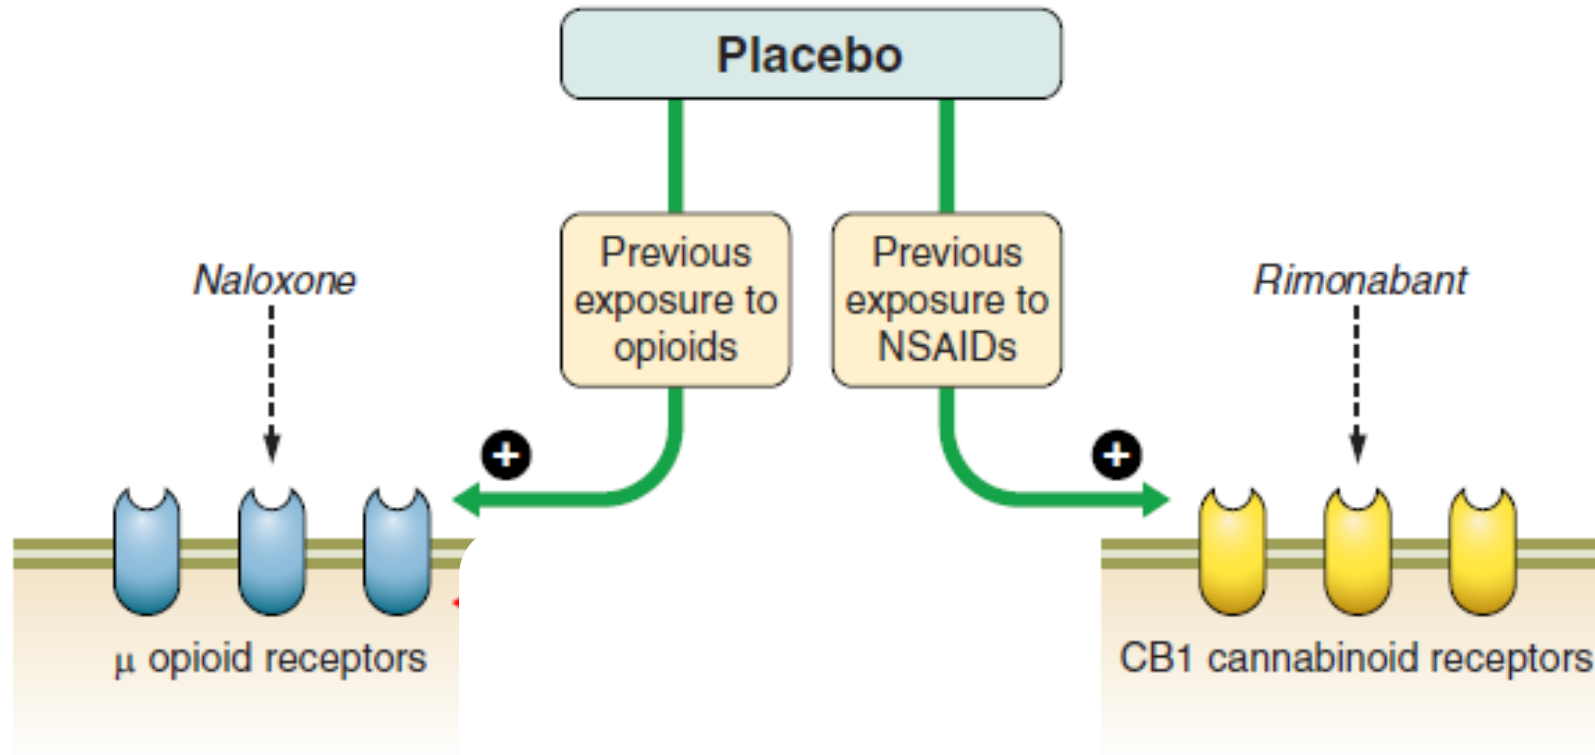 Placebo
Previous
exposure to
opioids
Previous
exposure to
NSAIDs
Naloxone
Rimonabant
+
+
μ opioid receptors
CB1 cannabinoid receptors